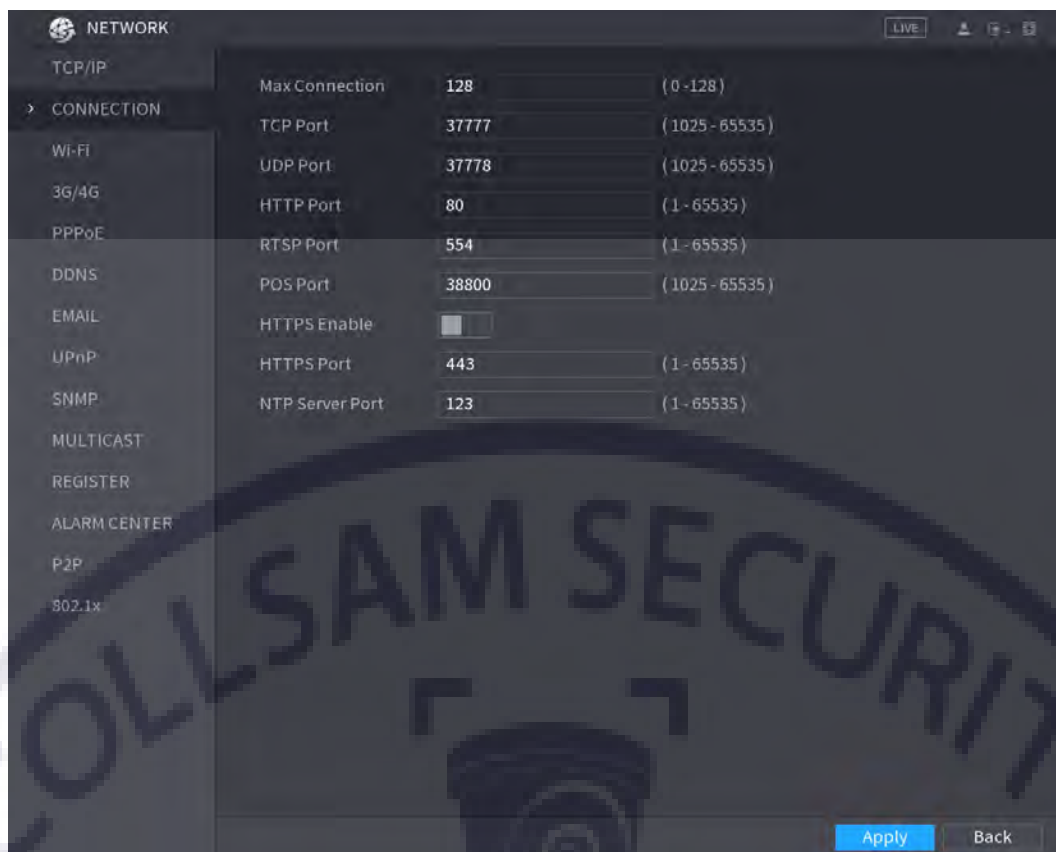 NETWORK
LIVE
TCP/IP
CONNECTION
Wi-Fi
3G/4G
PPPoE
DDNS
EMAIL
UPnP
SNMP
MULTICAST
REGISTER
ALARM CENTER
P2P
802.1x
Max Connection 128 (0-128)
TCP Port 37777 (1025 - 65535)
UDP Port 37778 (1025 - 65535)
HTTP Port 80 (1 - 65535)
RTSP Port 554 (1 - 65535)
POS Port 38800 (1025 - 65535)
HTTPS Enable
HTTPS Port 443 (1 - 65535)
NTP Server Port 123 (1 - 65535)
OLLSAM SECURIT
Apply Back